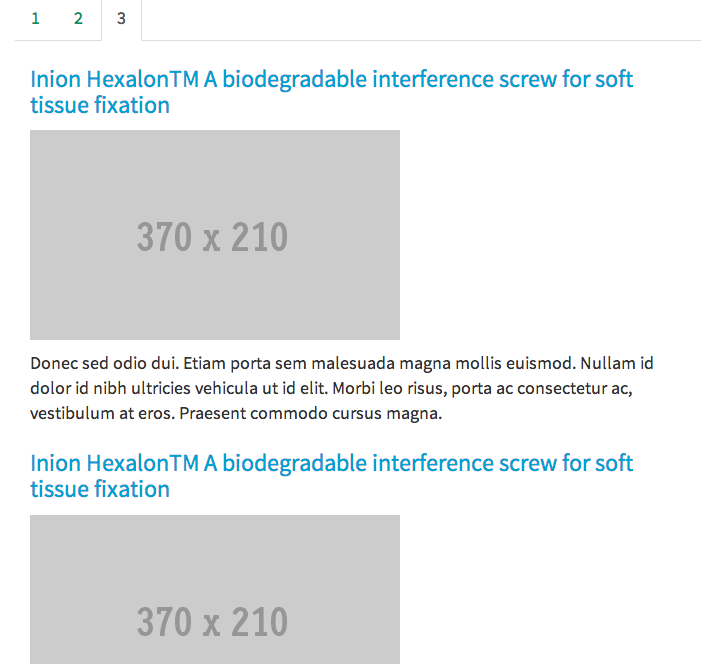 1 2 3
Inion HexalonTM A biodegradable interference screw for soft
tissue fixation
370 x 210
Donec sed odio dui. Etiam porta sem malesuada magna mollis euismod. Nullam id
dolor id nibh ultricies vehicula ut id elit. Morbi leo risus, porta ac consectetur ac,
vestibulum at eros. Praesent commodo cursus magna.
Inion HexalonTM A biodegradable interference screw for soft
tissue fixation
370 x 210